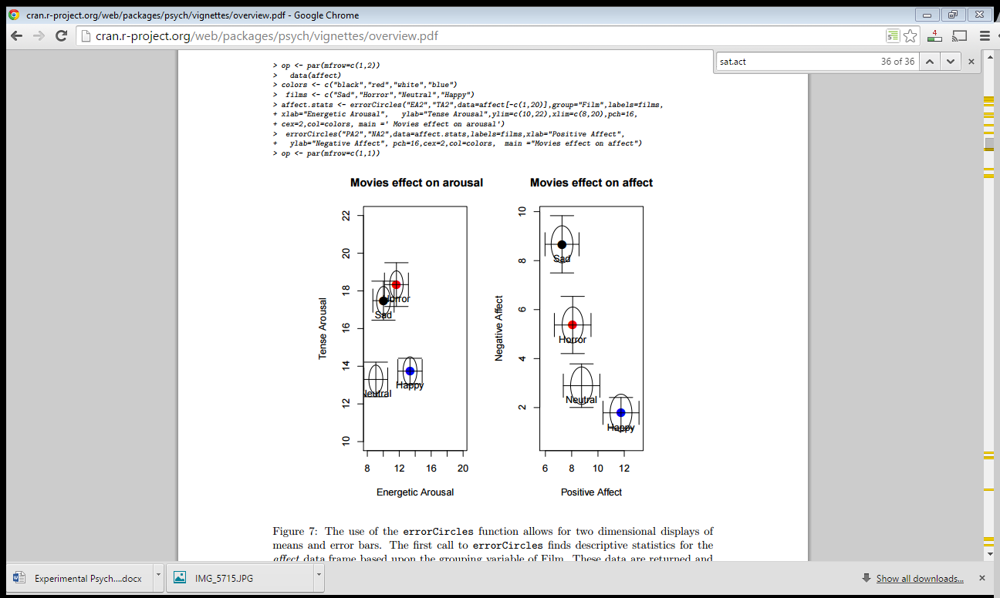 cran.r-project.org/web/packages/psych/vignettes/overview.pdf - Google Chrome
cran.r-project.org/web/packages/psych/vignettes/overview.pdf
4
sat.act 36 of 36
> op <- par(mfrow=c(1,2))
> data(affect)
> colors <- c("black","red","white","blue")
> films <- c("Sad","Horror","Neutral","Happy")
> affect.stats <- errorCircles("EA2","TA2",data=affect[-c(1,20)],group="Film",labels=films,
+ xlab="Energetic Arousal", ylab="Tense Arousal",ylim=c(10,22),xlim=c(8,20),pch=16,
+ cex=2,col=colors, main =' Movies effect on arousal')
> errorCircles("PA2","NA2",data=affect.stats,labels=films,xlab="Positive Affect",
+ ylab="Negative Affect", pch=16,cex=2,col=colors, main ="Movies effect on affect")
> op <- par(mfrow=c(1,1))
Movies effect on arousal
22
20
18
16
14
12
10
Tense Arousal
Horror
Sad
Neutral
Happy
8 12 16 20
Energetic Arousal
Movies effect on affect
10
8
6
4
2
Negative Affect
Sad
Horror
Neutral
Happy
6 8 10 12
Positive Affect
Figure 7: The use of the errorCircles function allows for two dimensional displays of
means and error bars. The first call to errorCircles finds descriptive statistics for the
affect data frame based upon the grouping variable of Film. These data are returned and
Experimental Psych....docx
IMG_5715.JPG
Show all downloads...